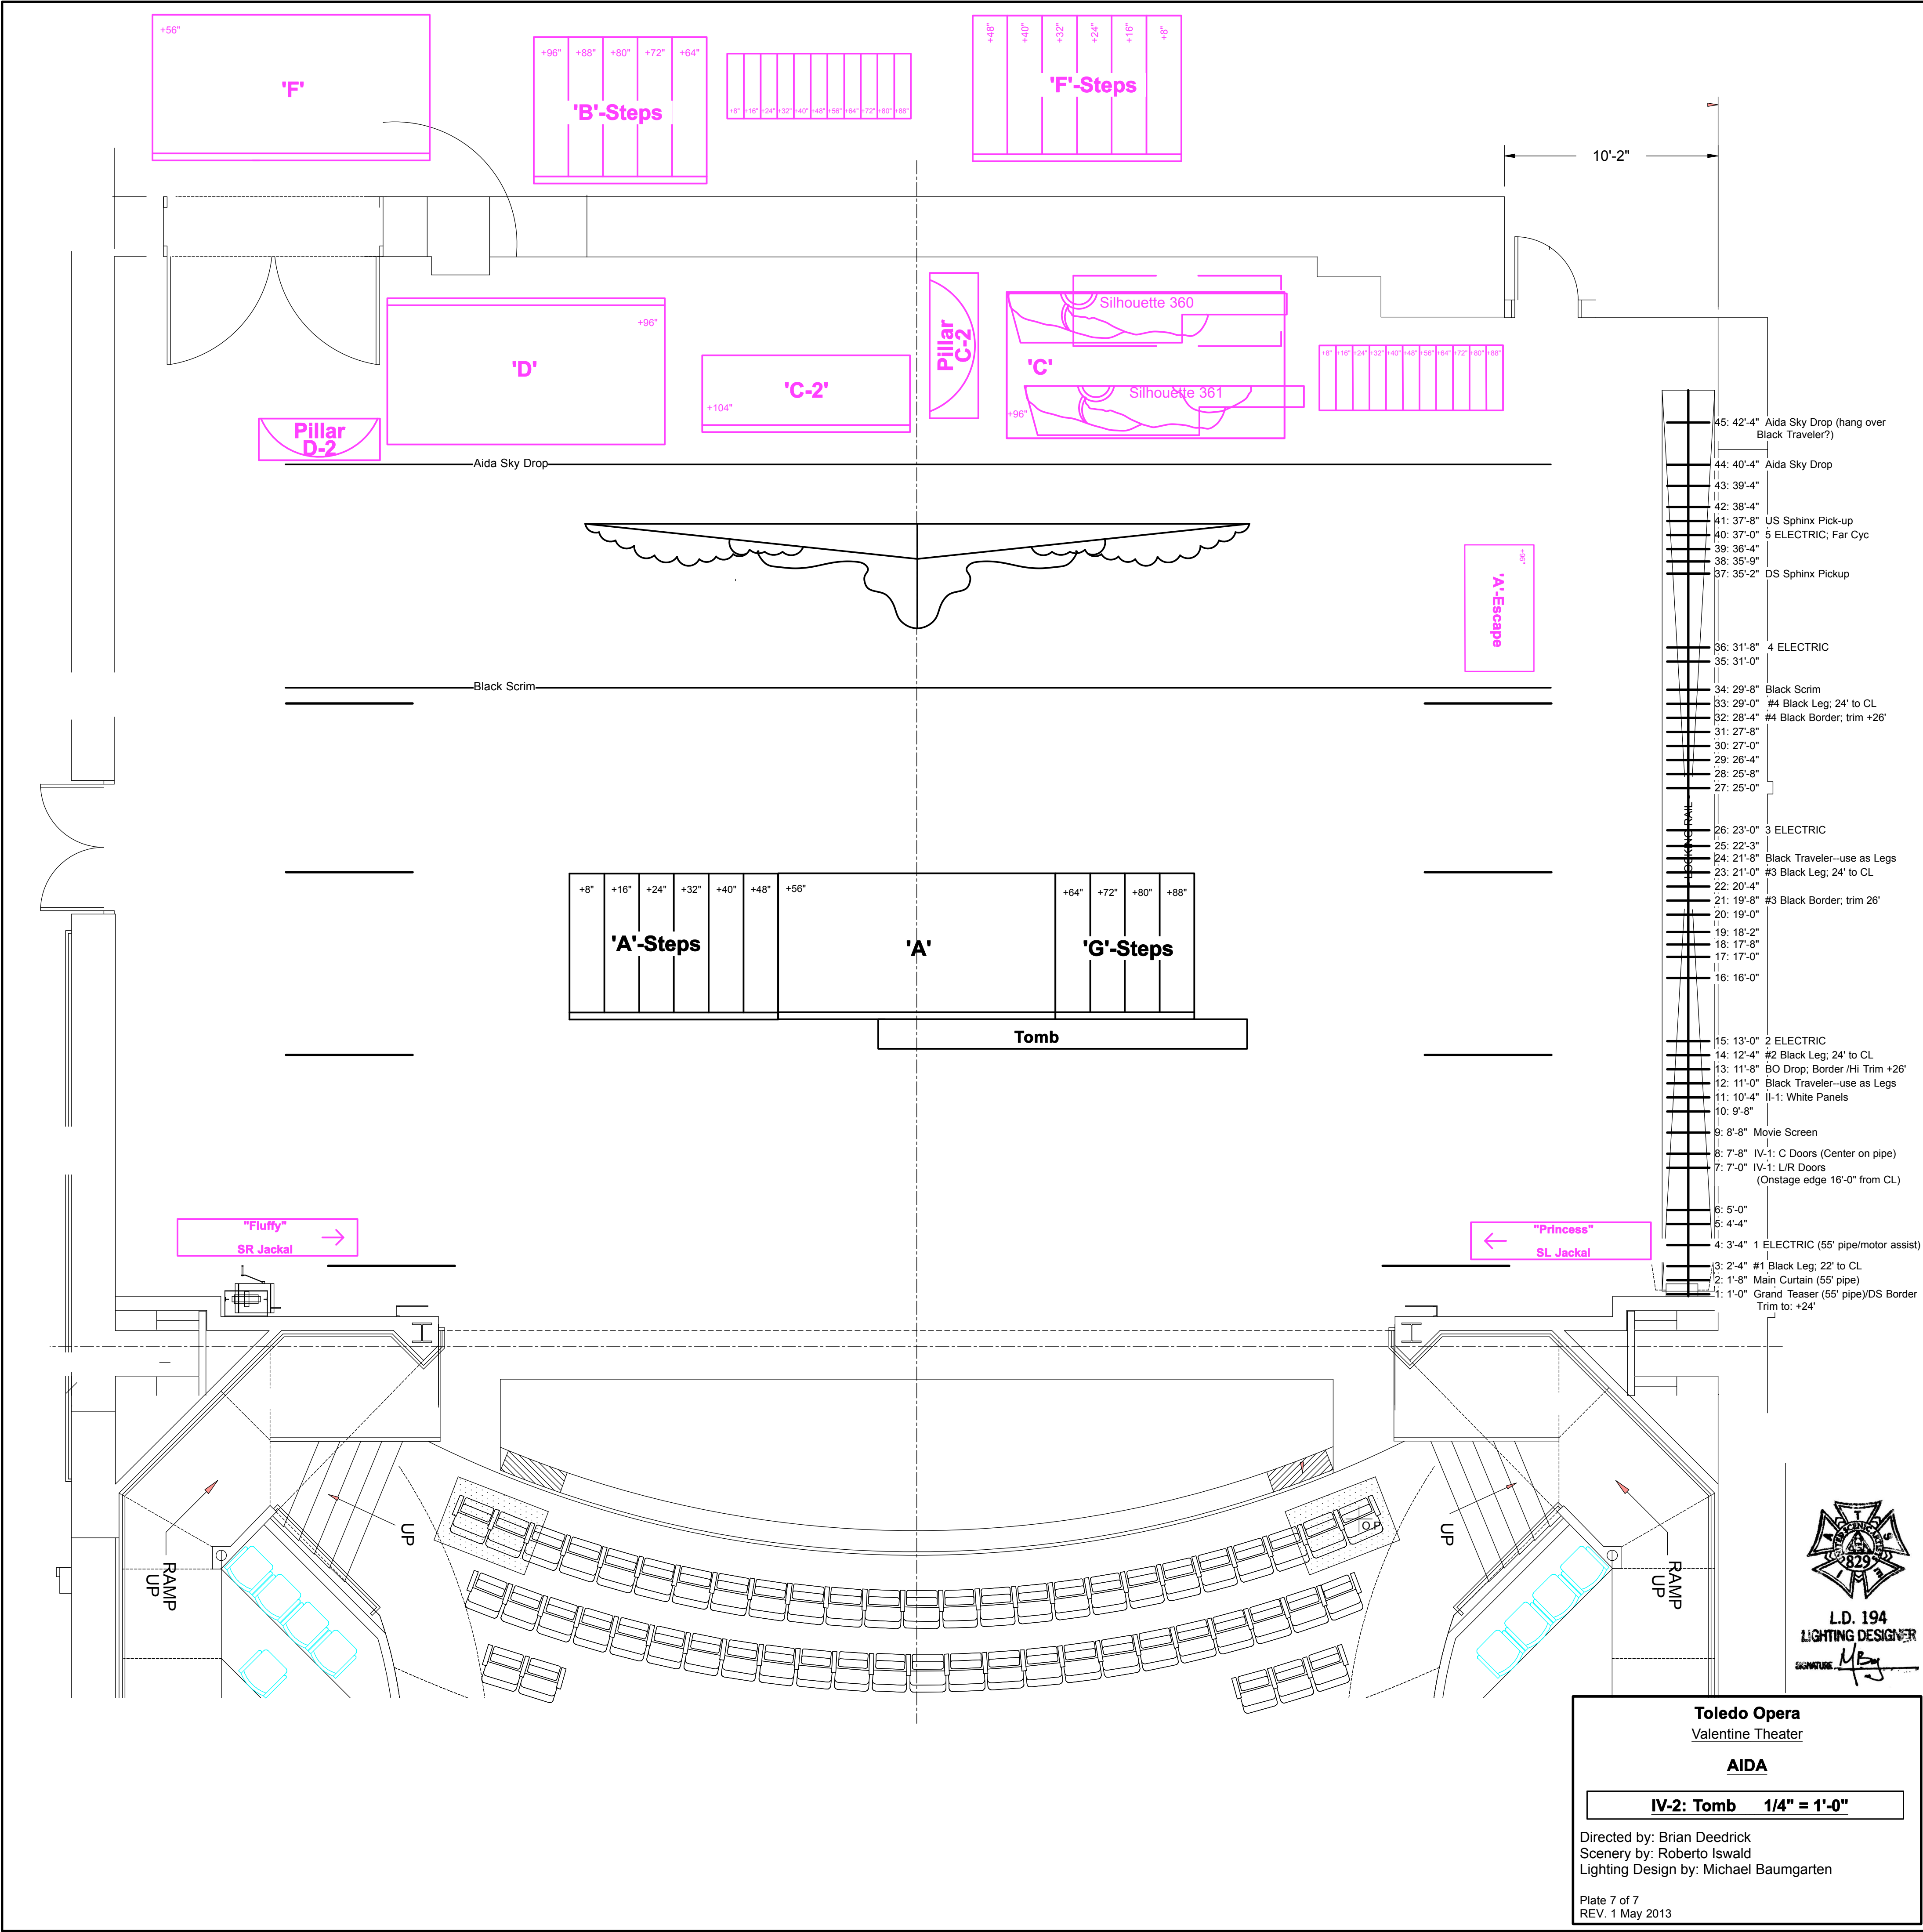 +56"
'F'
+96" +88" +80" +72" +64"
'B'-Steps
+8" +16" +24" +32" +40" +48" +56" +64" +72" +80" +88"
+48" +40" +32" +24" +16" +8"
'F'-Steps
10'-2"
'D'
+96"
Pillar
D-2
'C-2'
+104"
Pillar
C-2
Silhouette 360
'C'
Silhouette 361
+96"
+8" +16" +24" +32" +40" +48" +56" +64" +72" +80" +88"
Aida Sky Drop
+96"
'A'-Escape
Black Scrim
+8" +16" +24" +32" +40" +48" +56" +64" +72" +80" +88"
'A'-Steps
'A'
'G'-Steps
Tomb
"Fluffy"
SR Jackal
"Princess"
SL Jackal
LOCKING RAIL
45: 42'-4" Aida Sky Drop (hang over
Black Traveler?)
44: 40'-4" Aida Sky Drop
43: 39'-4"
42: 38'-4"
41: 37'-8" US Sphinx Pick-up
40: 37'-0" 5 ELECTRIC; Far Cyc
39: 36'-4"
38: 35'-9"
37: 35'-2" DS Sphinx Pickup
36: 31'-8" 4 ELECTRIC
35: 31'-0"
34: 29'-8" Black Scrim
33: 29'-0" #4 Black Leg; 24' to CL
32: 28'-4" #4 Black Border; trim +26'
31: 27'-8"
30: 27'-0"
29: 26'-4"
28: 25'-8"
27: 25'-0"
26: 23'-0" 3 ELECTRIC
25: 22'-3"
24: 21'-8" Black Traveler--use as Legs
23: 21'-0" #3 Black Leg; 24' to CL
22: 20'-4"
21: 19'-8" #3 Black Border; trim 26'
20: 19'-0"
19: 18'-2"
18: 17'-8"
17: 17'-0"
16: 16'-0"
15: 13'-0" 2 ELECTRIC
14: 12'-4" #2 Black Leg; 24' to CL
13: 11'-8" BO Drop; Border /Hi Trim +26'
12: 11'-0" Black Traveler--use as Legs
11: 10'-4" II-1: White Panels
10: 9'-8"
9: 8'-8" Movie Screen
8: 7'-8" IV-1: C Doors (Center on pipe)
7: 7'-0" IV-1: L/R Doors
(Onstage edge 16'-0" from CL)
6: 5'-0"
5: 4'-4"
4: 3'-4" 1 ELECTRIC (55' pipe/motor assist)
3: 2'-4" #1 Black Leg; 22' to CL
2: 1'-8" Main Curtain (55' pipe)
1: 1'-0" Grand Teaser (55' pipe)/DS Border
Trim to: +24'
UP
RAMP
UP
O.P.
UP
RAMP
UP
I A T S E
829
L.D. 194
LIGHTING DESIGNER
SIGNATURE
Toledo Opera
Valentine Theater
AIDA
IV-2: Tomb 1/4" = 1'-0"
Directed by: Brian Deedrick
Scenery by: Roberto Iswald
Lighting Design by: Michael Baumgarten
Plate 7 of 7
REV. 1 May 2013